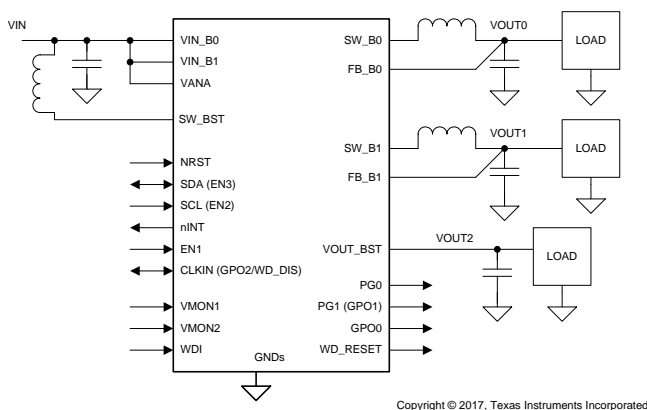 VIN
VIN_B0
VIN_B1
VANA
SW_BST
NRST
SDA (EN3)
SCL (EN2)
nINT
EN1
CLKIN (GPO2/WD_DIS)
VMON1
VMON2
WDI
GNDs
SW_B0
FB_B0
SW_B1
FB_B1
VOUT_BST
PG0
PG1 (GPO1)
GPO0
WD_RESET
VOUT0
LOAD
VOUT1
LOAD
VOUT2
LOAD
Copyright © 2017, Texas Instruments Incorporated